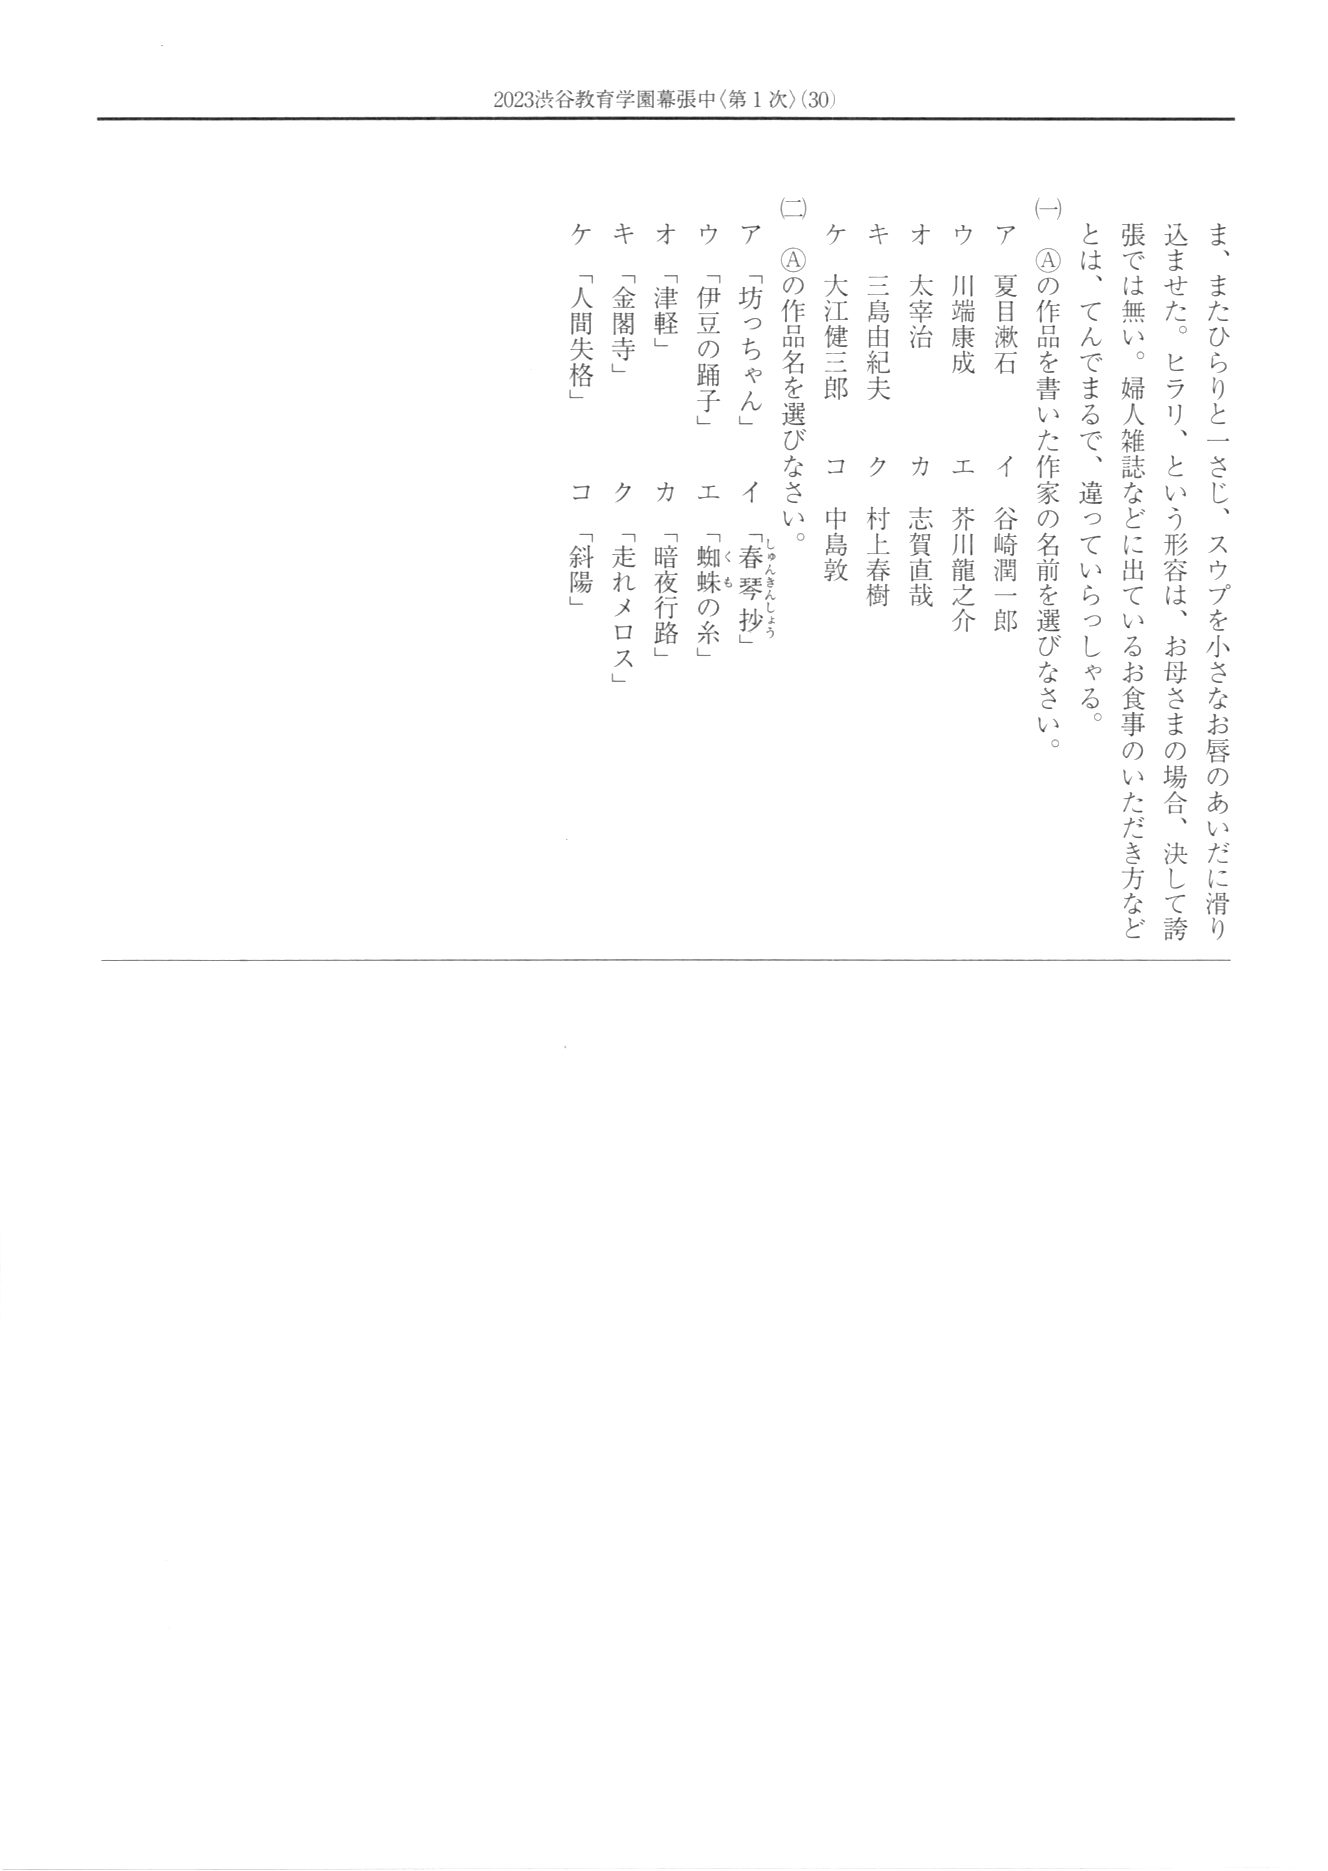 2023渋谷教育学園幕張中〈第1次〉(30)
ま、またひらりと一さじ、スウプを小さなお唇のあいだに滑り
込ませた。ヒラリ、という形容は、お母さまの場合、決して誇
張では無い。婦人雑誌などに出ているお食事のいただき方など
とは、てんでまるで、違っていらっしゃる。
㈠ Ⓐの作品を書いた作家の名前を選びなさい。
ア 夏目漱石 イ 谷崎潤一郎
ウ 川端康成 エ 芥川龍之介
オ 太宰治 カ 志賀直哉
キ 三島由紀夫 ク 村上春樹
ケ 大江健三郎 コ 中島敦
㈡ Ⓐの作品名を選びなさい。
ア 「坊っちゃん」 イ 「春琴抄」
しゅんきんしょう
ウ 「伊豆の踊子」 エ 「蜘蛛の糸」
くも
オ 「津軽」 カ 「暗夜行路」
キ 「金閣寺」 ク 「走れメロス」
ケ 「人間失格」 コ 「斜陽」